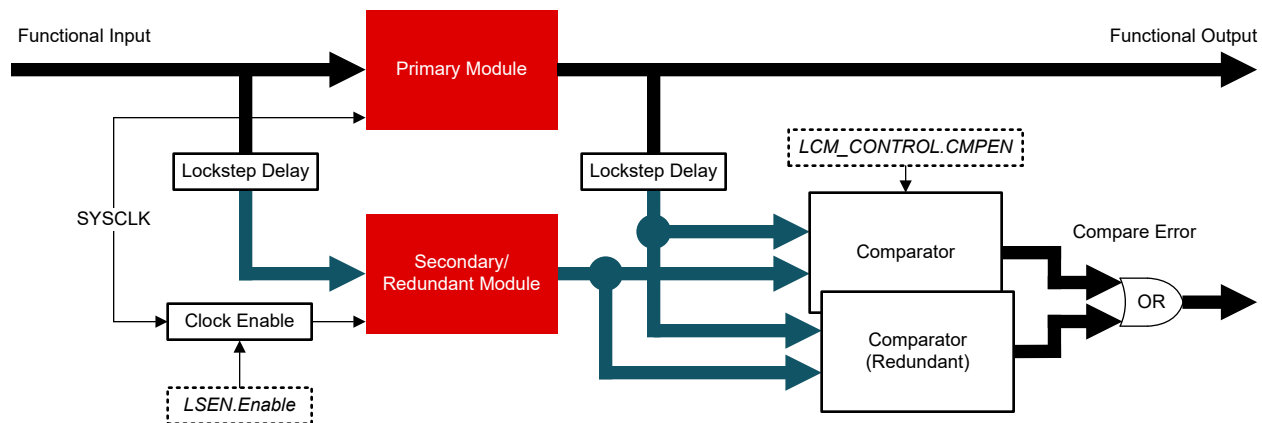 Functional Input
Functional Output
Primary Module
LCM_CONTROL.CMPEN
Lockstep Delay
Lockstep Delay
SYSCLK
Compare Error
Comparator
Secondary/
Redundant Module
OR
Clock Enable
Comparator
(Redundant)
LSEN.Enable